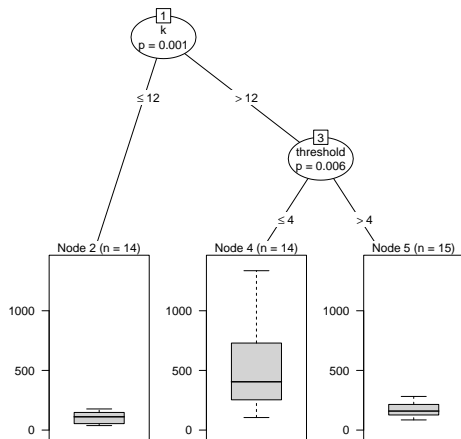 1
k
p = 0.001
≤ 12
> 12
3
threshold
p = 0.006
≤ 4
> 4
Node 2 (n = 14)
Node 4 (n = 14)
Node 5 (n = 15)
1000
500
0
1000
500
0
1000
500
0